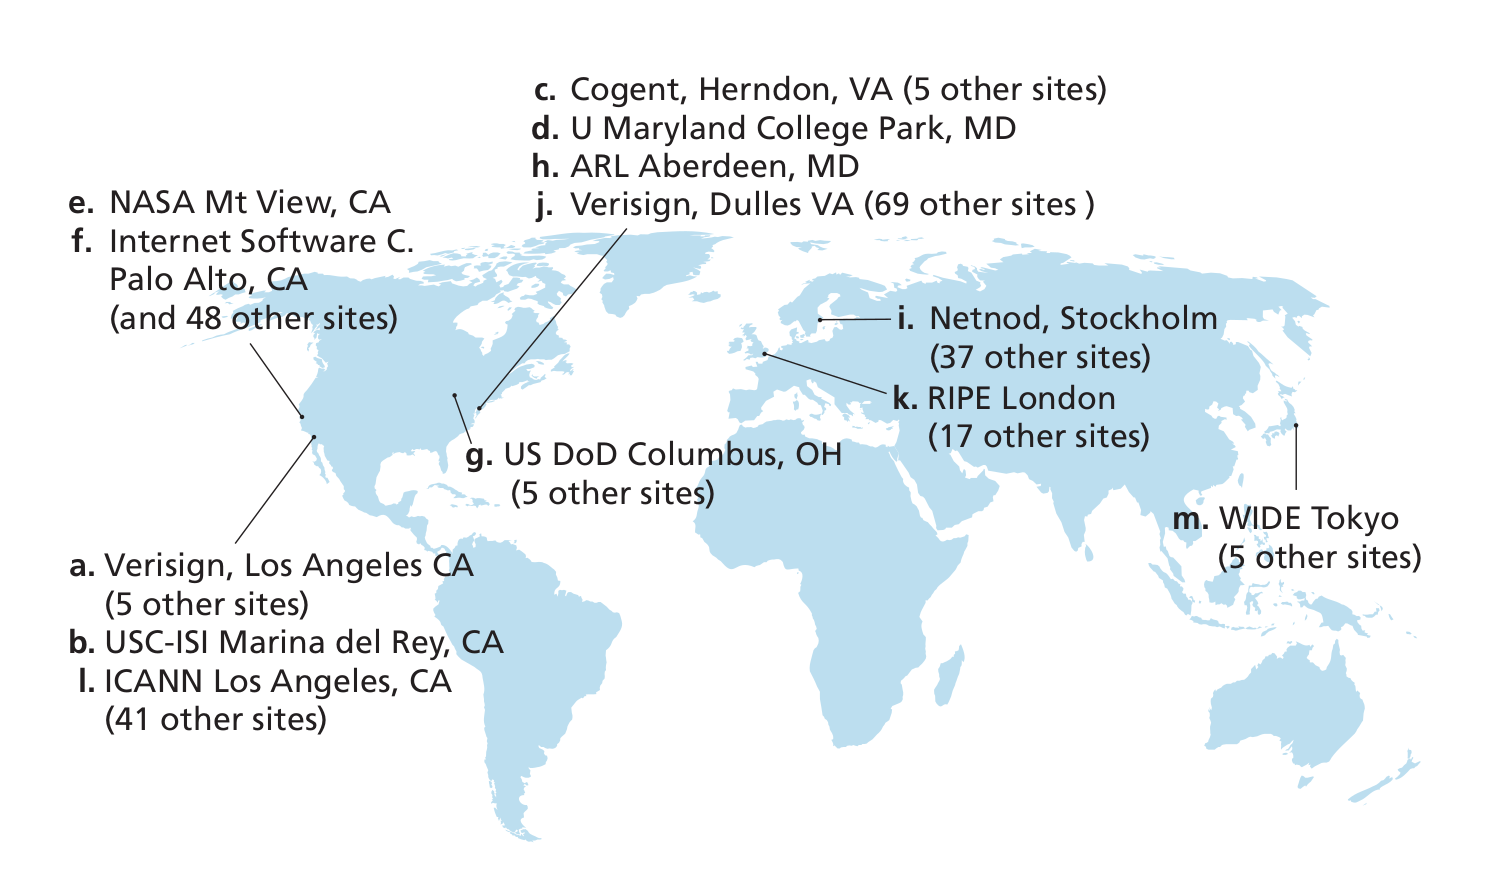 c. Cogent, Herndon, VA (5 other sites)
d. U Maryland College Park, MD
h. ARL Aberdeen, MD
j. Verisign, Dulles VA (69 other sites )
e. NASA Mt View, CA
f. Internet Software C.
Palo Alto, CA
(and 48 other sites)
i. Netnod, Stockholm
(37 other sites)
k. RIPE London
(17 other sites)
g. US DoD Columbus, OH
(5 other sites)
m. WIDE Tokyo
(5 other sites)
a. Verisign, Los Angeles CA
(5 other sites)
b. USC-ISI Marina del Rey, CA
l. ICANN Los Angeles, CA
(41 other sites)